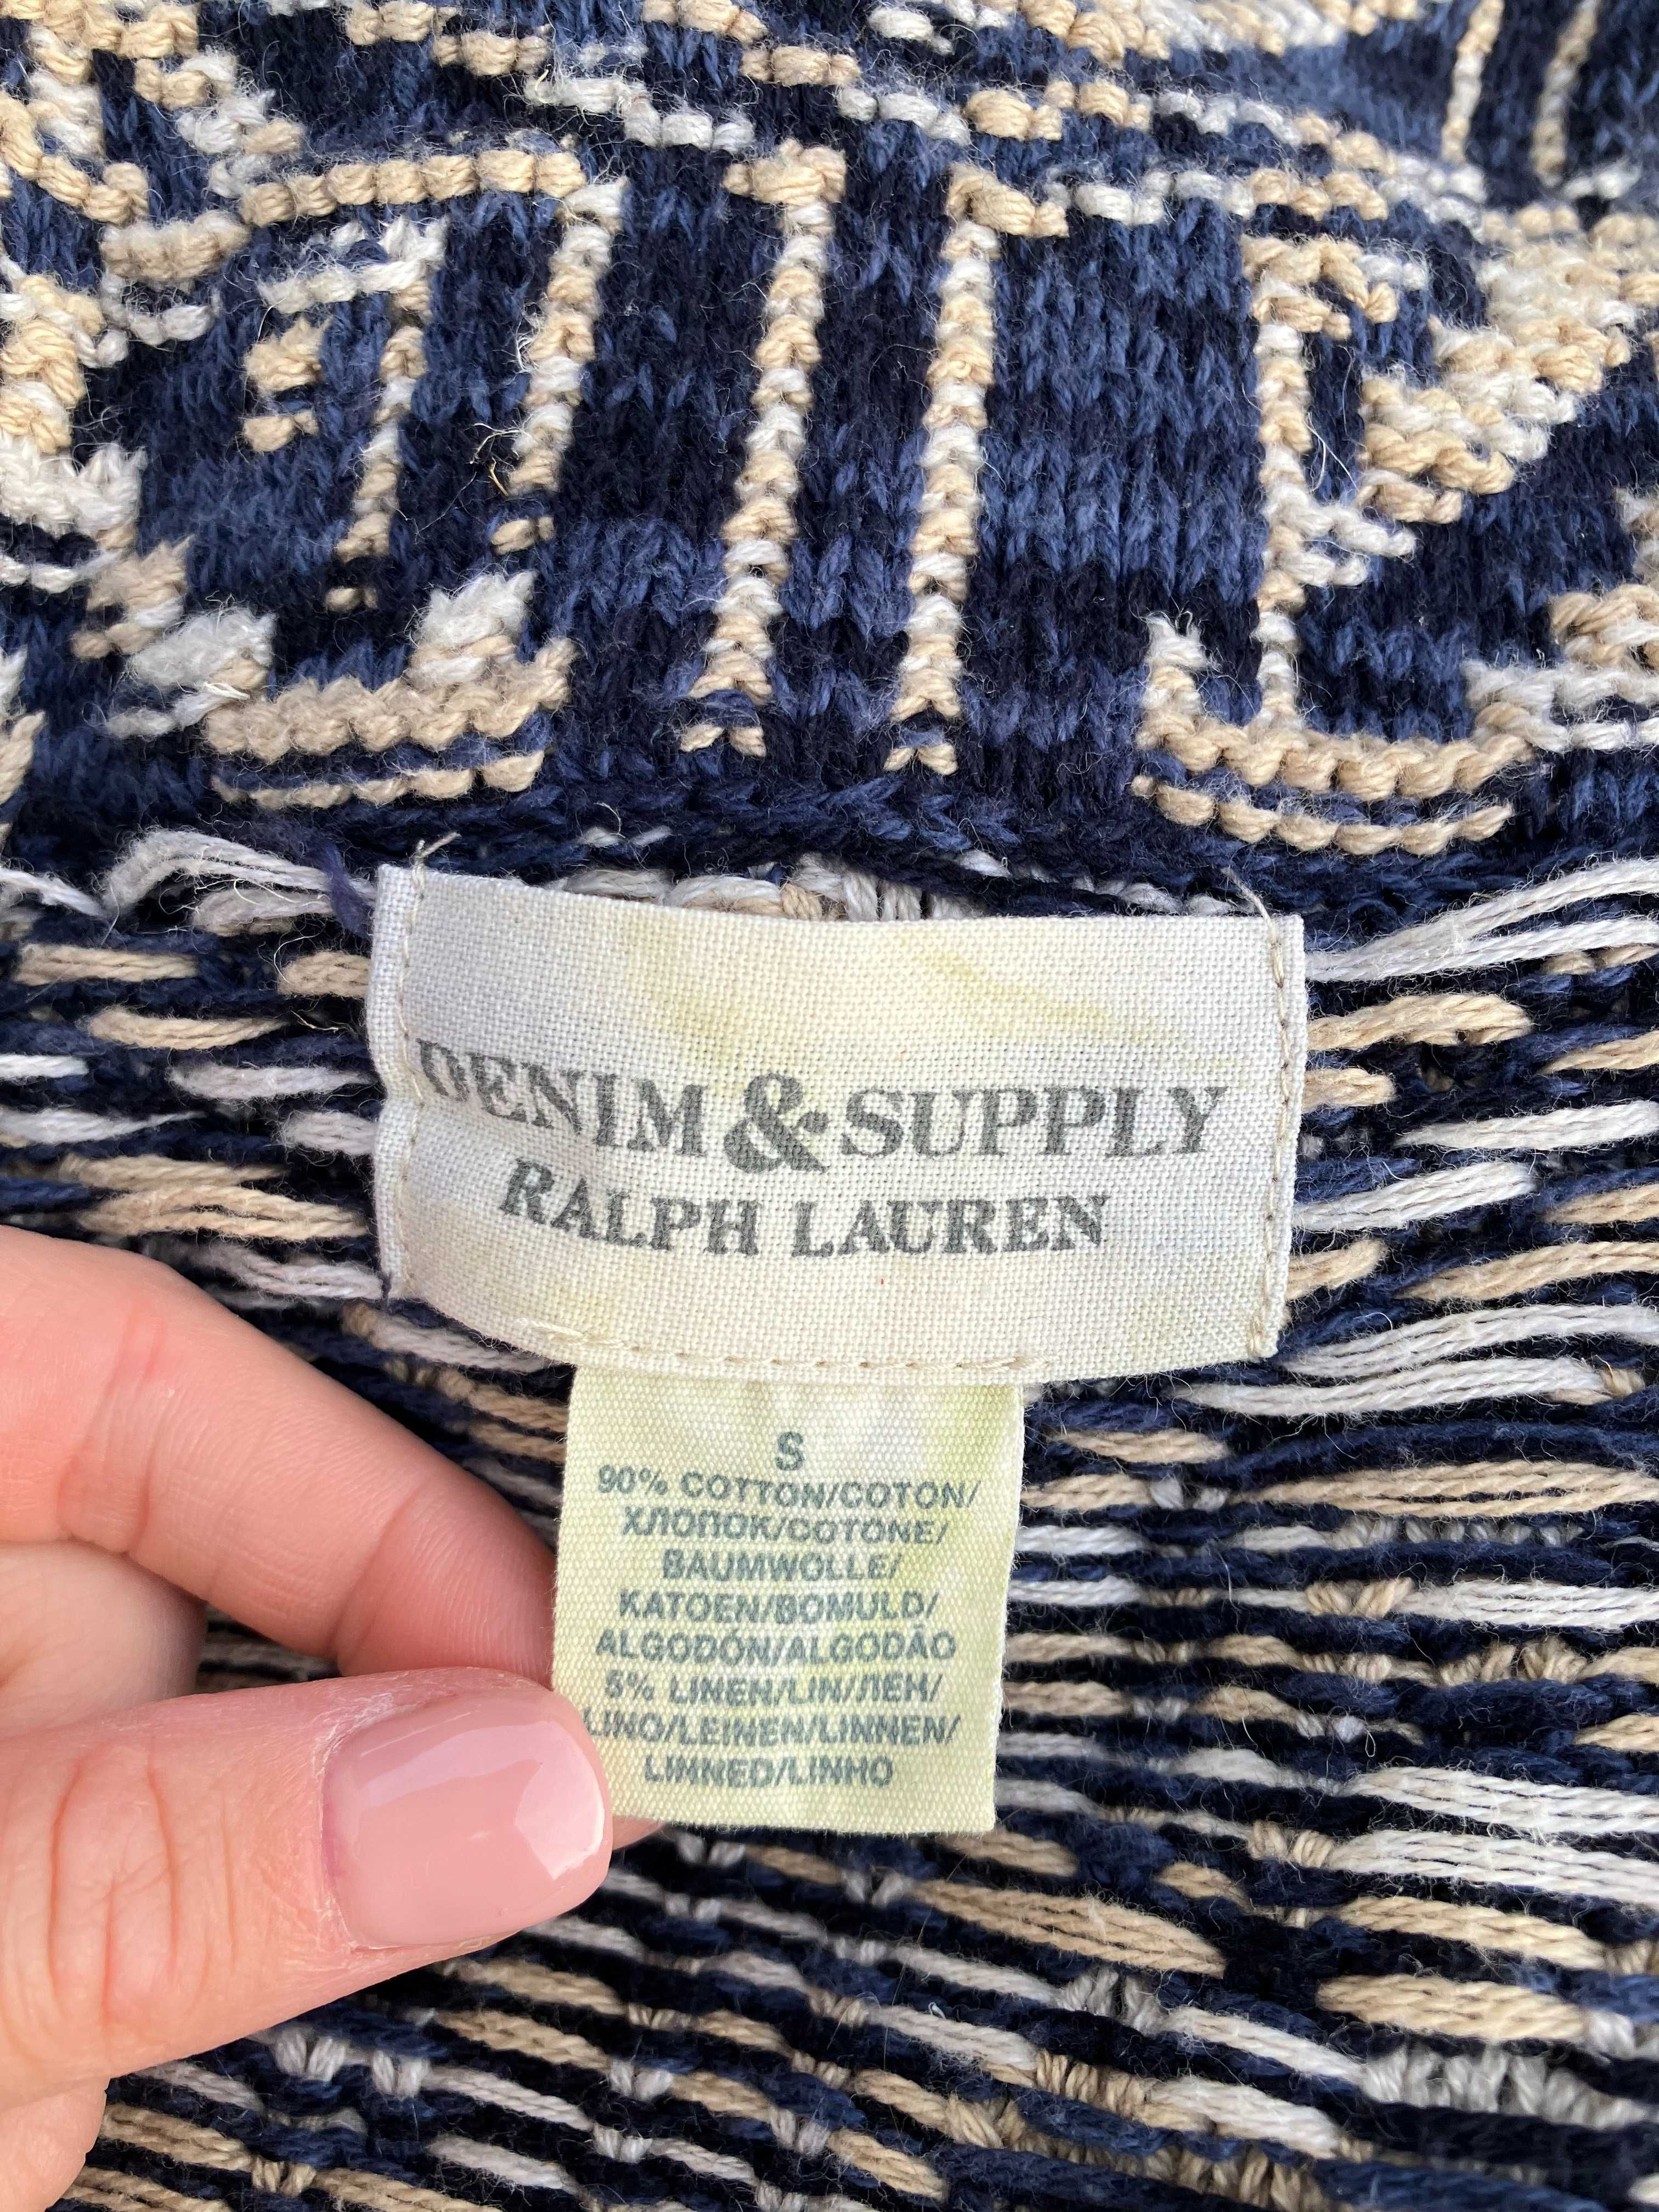 DENIM & SUPPLY
RALPH LAUREN
S
90% COTTON/COTON/
ХЛОПОК/COTONE/
BAUMWOLLE/
KATOEN/BOMULD/
ALGODÓN/ALGODÃO
5% LINEN/LIN/ЛЕН/
LINO/LEINEN/LINNEN/
LINNED/LINHO